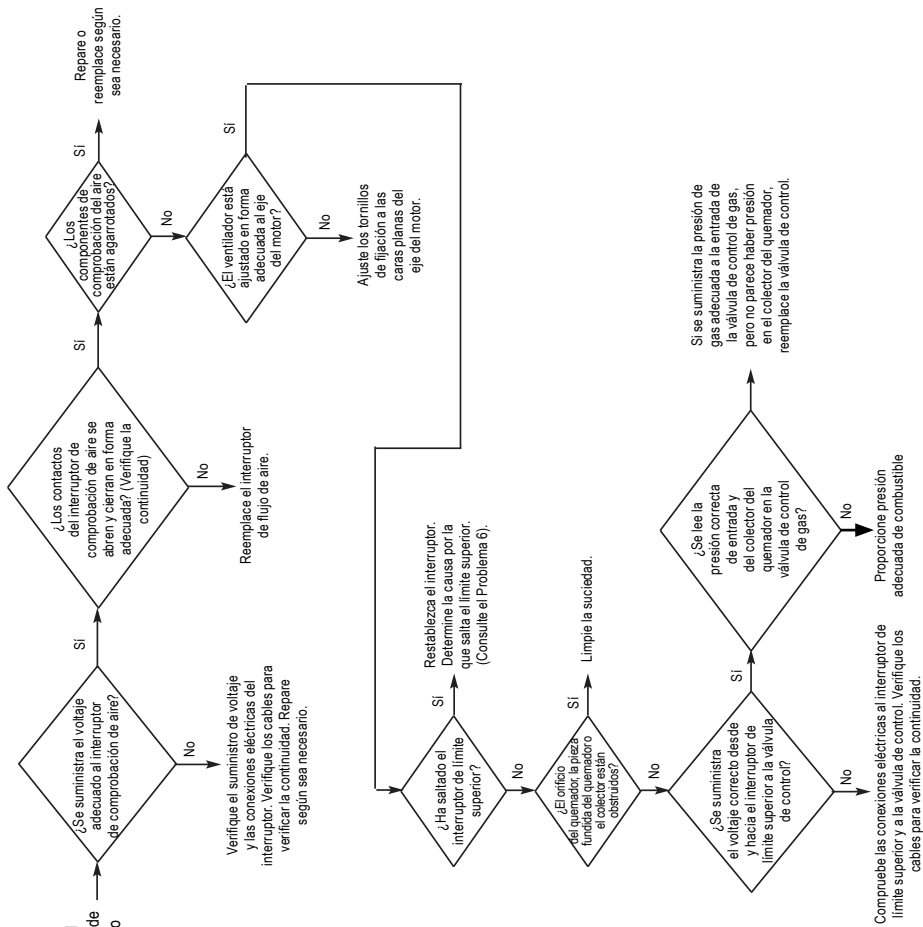 de
o
¿Se suministra el voltaje
adecuado al interruptor
de comprobación de aire?
No
Verifique el suministro de voltaje
y las conexiones eléctricas del
interruptor. Verifique los cables para
verificar la continuidad. Repare
según sea necesario.
Sí
¿Los contactos
del interruptor de
comprobación de aire se
abren y cierran en forma
adecuada? (Verifique la
continuidad)
No
Reemplace el interruptor
de flujo de aire.
Sí
¿Los
componentes de
comprobación del aire
están agarrotados?
Sí
Repare o
reemplace según
sea necesario.
No
¿El ventilador está
ajustado en forma
adecuada al eje
del motor?
Sí
No
Ajuste los tornillos
de fijación a las
caras planas del
eje del motor.
¿Ha saltado el
interruptor de límite
superior?
Sí
Restablezca el interruptor.
Determine la causa por la
que salta el límite superior.
(Consulte el Problema 6).
No
¿El orificio
del quemador, la pieza
fundida del quemador o
el colector están
obstruidos?
Sí
Limpie la suciedad.
No
¿Se suministra
el voltaje correcto desde
y hacia el interruptor de
límite superior a la válvula
de control?
No
Compruebe las conexiones eléctricas al interruptor de
límite superior y a la válvula de control. Verifique los
cables para verificar la continuidad.
Sí
¿Se lee la
presión correcta
de entrada y
del colector del
quemador en la
válvula de control
de gas?
No
Proporcione presión
adecuada de combustible
Si se suministra la presión de
gas adecuada a la entrada de
la válvula de control de gas,
pero no parece haber presión
en el colector del quemador,
reemplace la válvula de control.